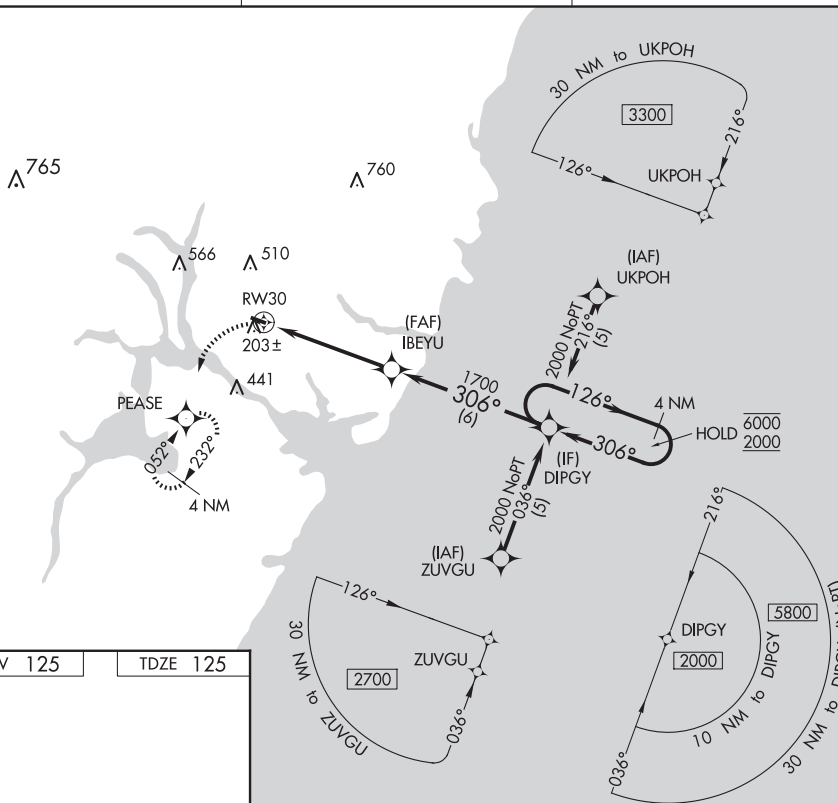 30 NM to UKPOH
3300
216°
126°
UKPOH
765
760
566
510
RW30
203±
(FAF)
IBEYU
(IAF)
UKPOH
2000 NoPT
216°
(5)
441
PEASE
052°
232°
4 NM
1700
306°
(6)
126°
4 NM
HOLD
6000
2000
306°
(IF)
DIPGY
2000 NoPT
036°
(5)
(IAF)
ZUVGU
126°
30 NM to ZUVGU
2700
ZUVGU
036°
216°
5800
DIPGY
2000
10 NM to DIPGY
30 NM to
036°
125
TDZE 125